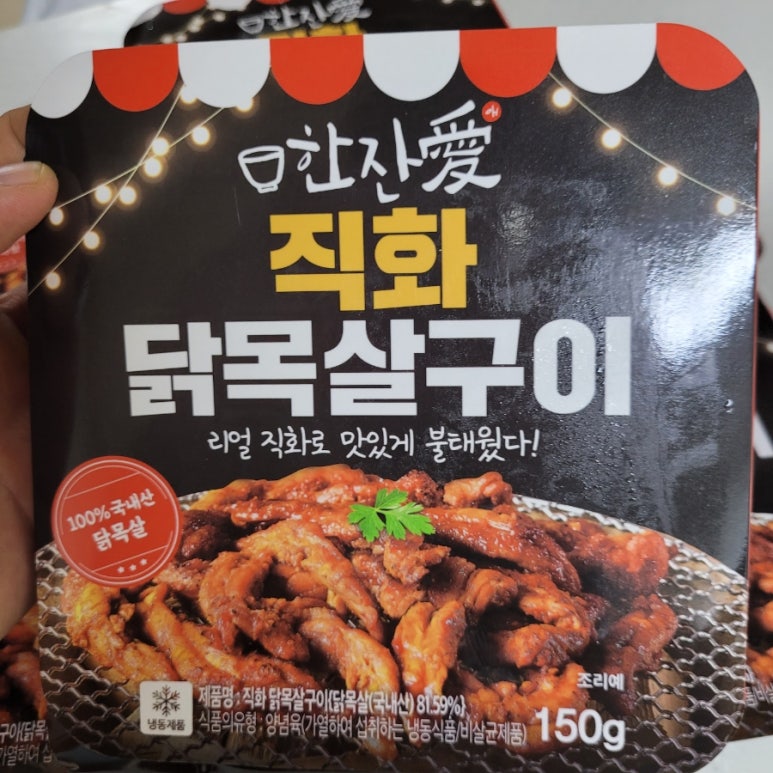 한잔愛
직화
닭목살구이
리얼 직화로 맛있게 불태웠다!
100% 국내산
닭목살
조리예
냉동제품
제품명 : 직화 닭목살구이{닭목살(국내산) 81.59%}
식품의유형 : 양념육(가열하여 섭취하는 냉동식품/비살균제품)
150g